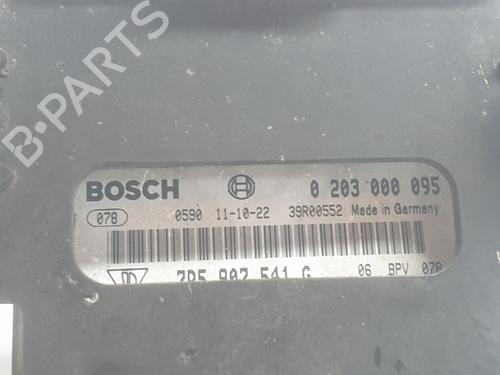 B-PARTS
BOSCH 0 203 000 095
078 0590 11-10-22 39R00552 Made in Germany
7P5 907 541 G 06 BPV 078